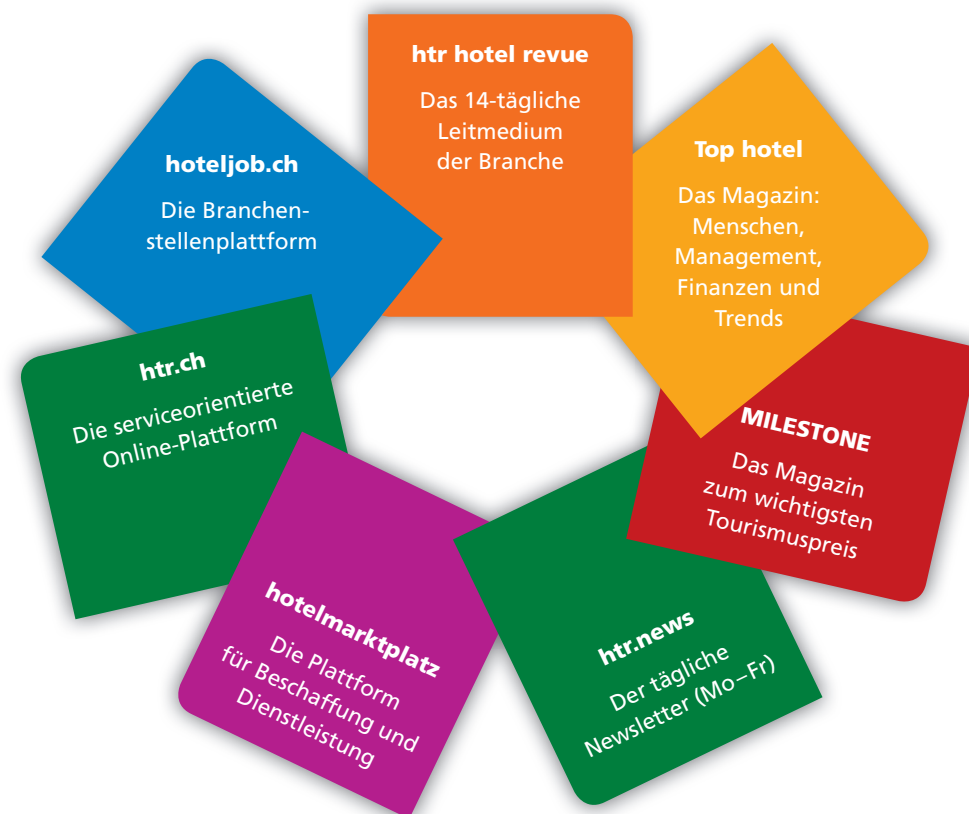 htr hotel revue
Das 14-tägliche
Leitmedium
der Branche
Top hotel
Das Magazin:
Menschen,
Management,
Finanzen und
Trends
MILESTONE
Das Magazin
zum wichtigsten
Tourismuspreis
htr.news
Der tägliche
Newsletter (Mo–Fr)
hotelmarktplatz
Die Plattform
für Beschaffung und
Dienstleistung
htr.ch
Die serviceorientierte
Online-Plattform
hoteljob.ch
Die Branchen-
stellenplattform